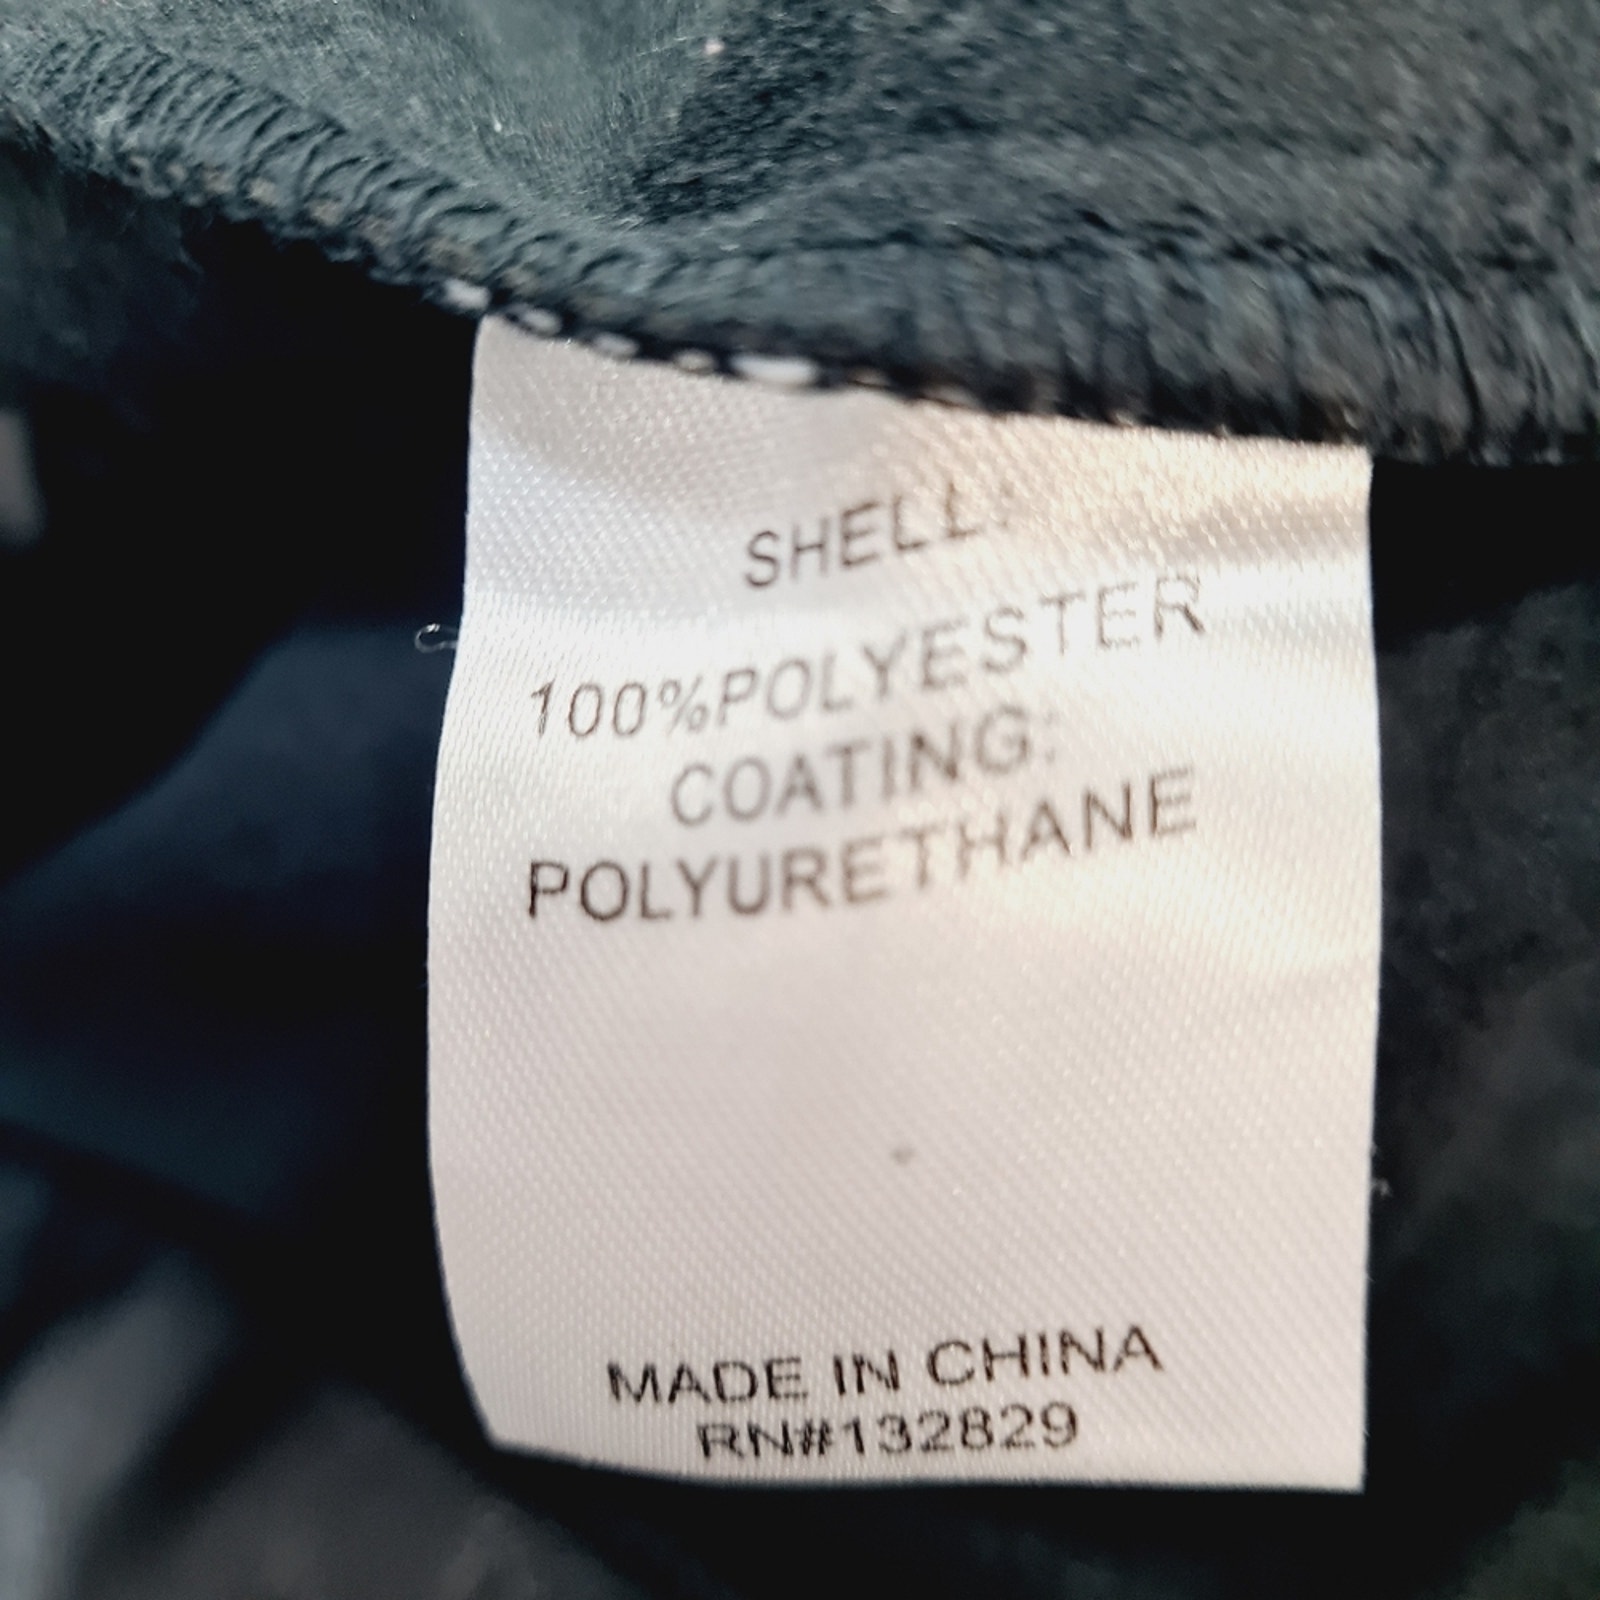 SHELL:
100%POLYESTER
COATING:
POLYURETHANE
MADE IN CHINA
RN#132829